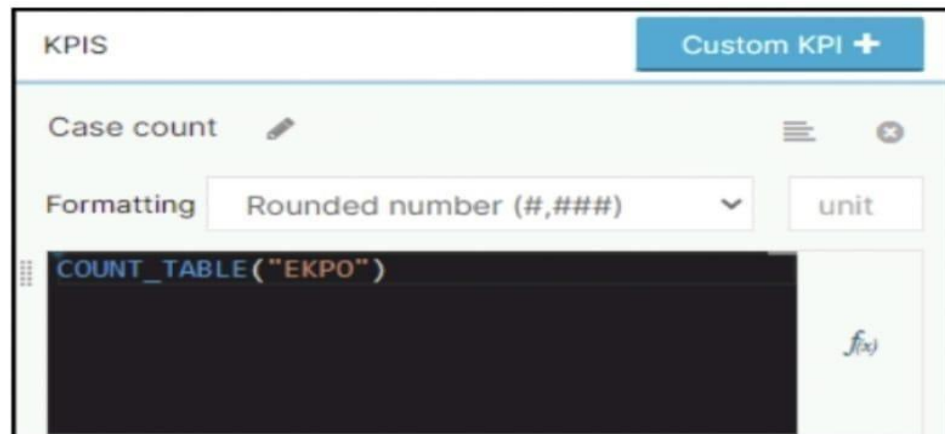 KPIS
Custom KPI +
Case count
Formatting Rounded number (#,###) unit
COUNT_TABLE("EKPO")
f(x)